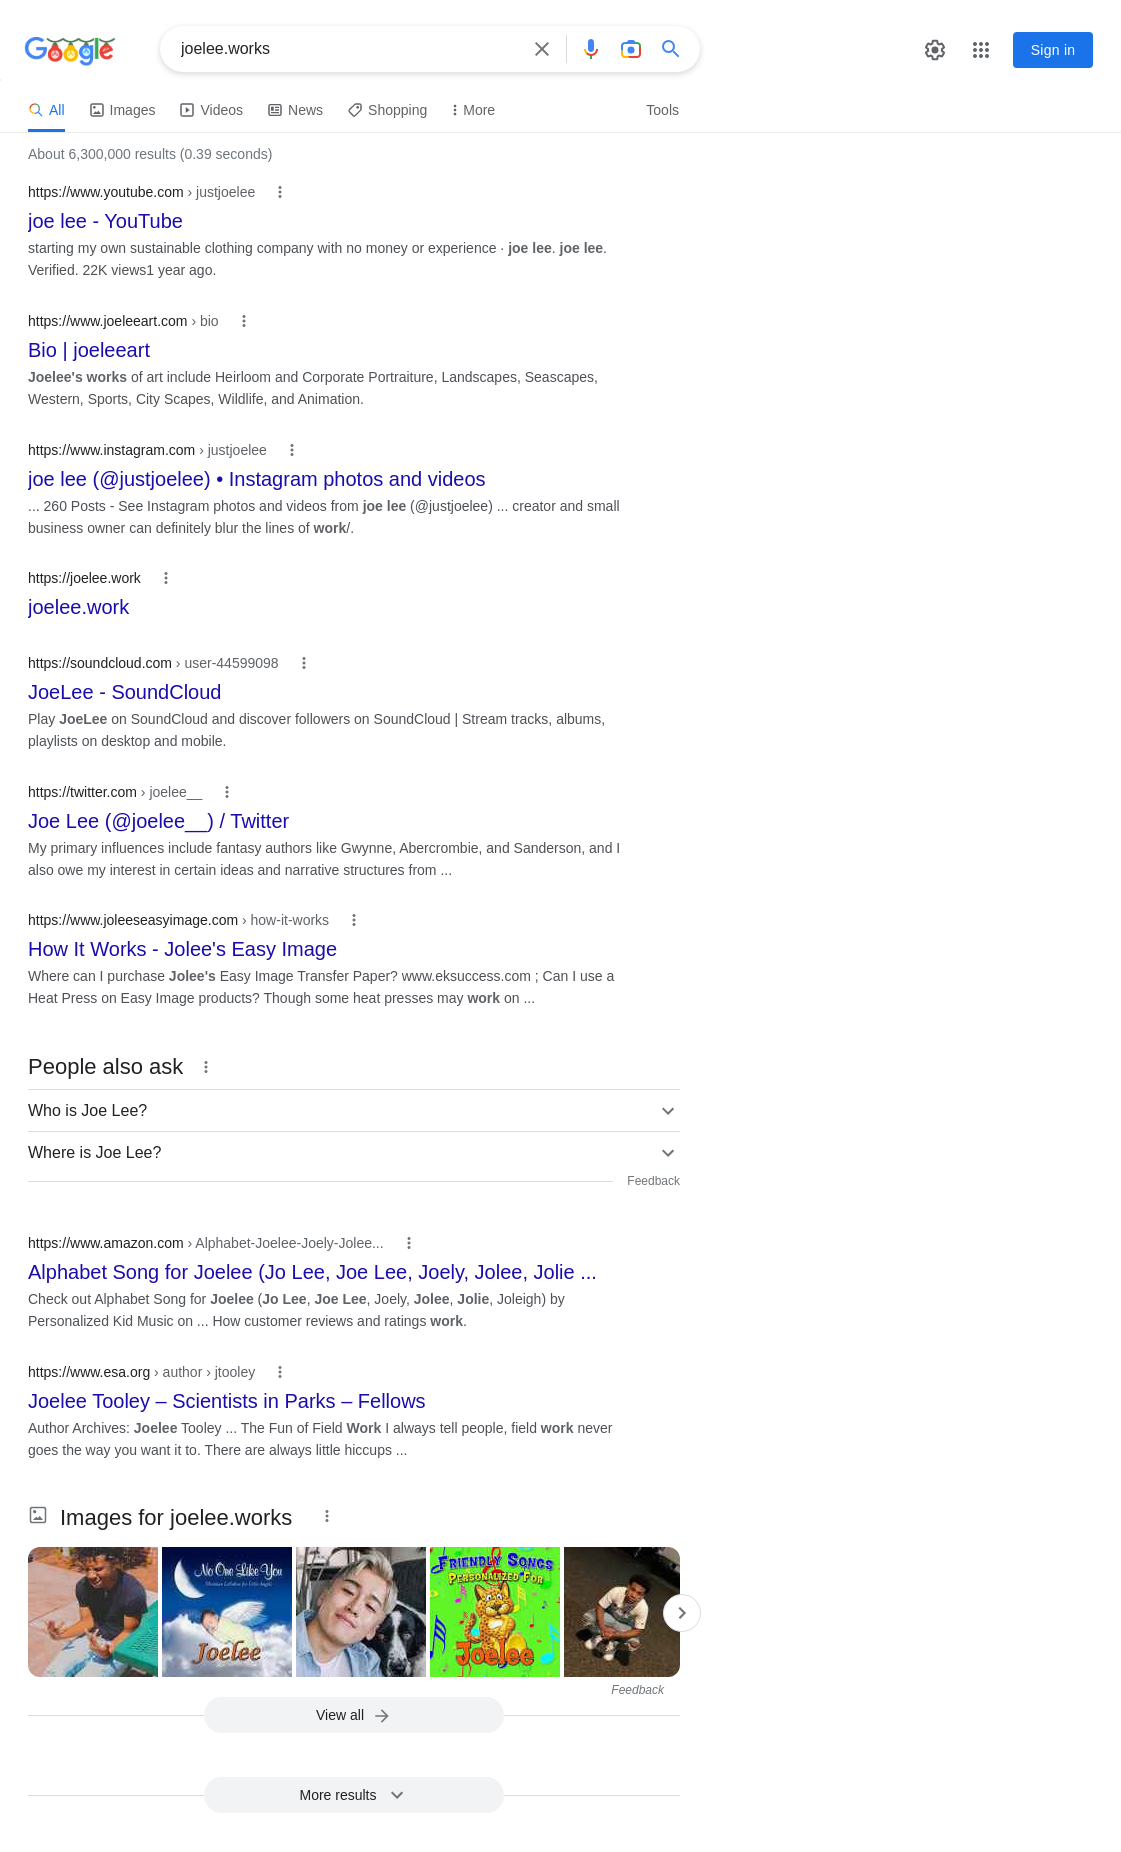 Google
joelee.works
Sign in
All Images Videos News Shopping More Tools
About 6,300,000 results (0.39 seconds)
https://www.youtube.com › justjoelee
joe lee - YouTube
starting my own sustainable clothing company with no money or experience · joe lee. joe lee.
Verified. 22K views1 year ago.
https://www.joeleeart.com › bio
Bio | joeleeart
Joelee's works of art include Heirloom and Corporate Portraiture, Landscapes, Seascapes,
Western, Sports, City Scapes, Wildlife, and Animation.
https://www.instagram.com › justjoelee
joe lee (@justjoelee) • Instagram photos and videos
... 260 Posts - See Instagram photos and videos from joe lee (@justjoelee) ... creator and small
business owner can definitely blur the lines of work/.
https://joelee.work
joelee.work
https://soundcloud.com › user-44599098
JoeLee - SoundCloud
Play JoeLee on SoundCloud and discover followers on SoundCloud | Stream tracks, albums,
playlists on desktop and mobile.
https://twitter.com › joelee__
Joe Lee (@joelee__) / Twitter
My primary influences include fantasy authors like Gwynne, Abercrombie, and Sanderson, and I
also owe my interest in certain ideas and narrative structures from ...
https://www.joleeseasyimage.com › how-it-works
How It Works - Jolee's Easy Image
Where can I purchase Jolee's Easy Image Transfer Paper? www.eksuccess.com ; Can I use a
Heat Press on Easy Image products? Though some heat presses may work on ...
People also ask
Who is Joe Lee?
Where is Joe Lee?
Feedback
https://www.amazon.com › Alphabet-Joelee-Joely-Jolee...
Alphabet Song for Joelee (Jo Lee, Joe Lee, Joely, Jolee, Jolie ...
Check out Alphabet Song for Joelee (Jo Lee, Joe Lee, Joely, Jolee, Jolie, Joleigh) by
Personalized Kid Music on ... How customer reviews and ratings work.
https://www.esa.org › author › jtooley
Joelee Tooley – Scientists in Parks – Fellows
Author Archives: Joelee Tooley ... The Fun of Field Work I always tell people, field work never
goes the way you want it to. There are always little hiccups ...
Images for joelee.works
No One Like You
Joelee
FRIENDLY SONGS
PERSONALIZED FOR
Joelee
Feedback
View all
More results